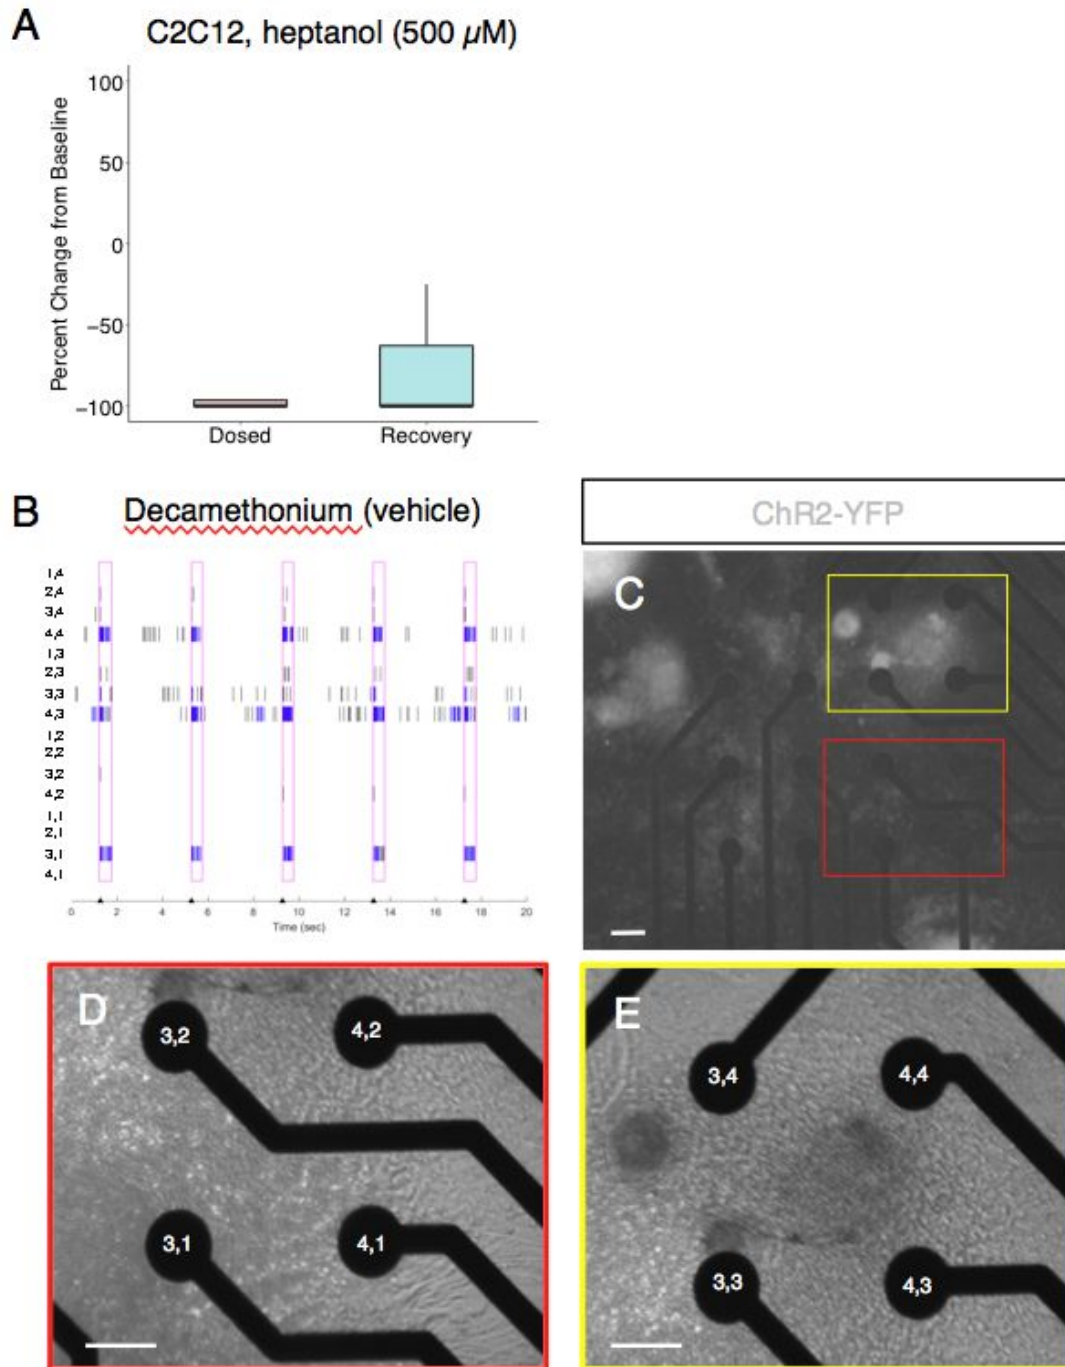 A
C2C12, heptanol (500 µM)
Percent Change from Baseline
100
50
0
−50
−100
Dosed
Recovery
B
Decamethonium (vehicle)
1,4
2,4
3,4
4,4
1,3
2,3
3,3
4,3
1,2
2,2
3,2
4,2
1,1
2,1
3,1
4,1
0 2 4 6 8 10 12 14 16 18 20
Time (sec)
ChR2-YFP
C
D
3,2
4,2
3,1
4,1
E
3,4
4,4
3,3
4,3